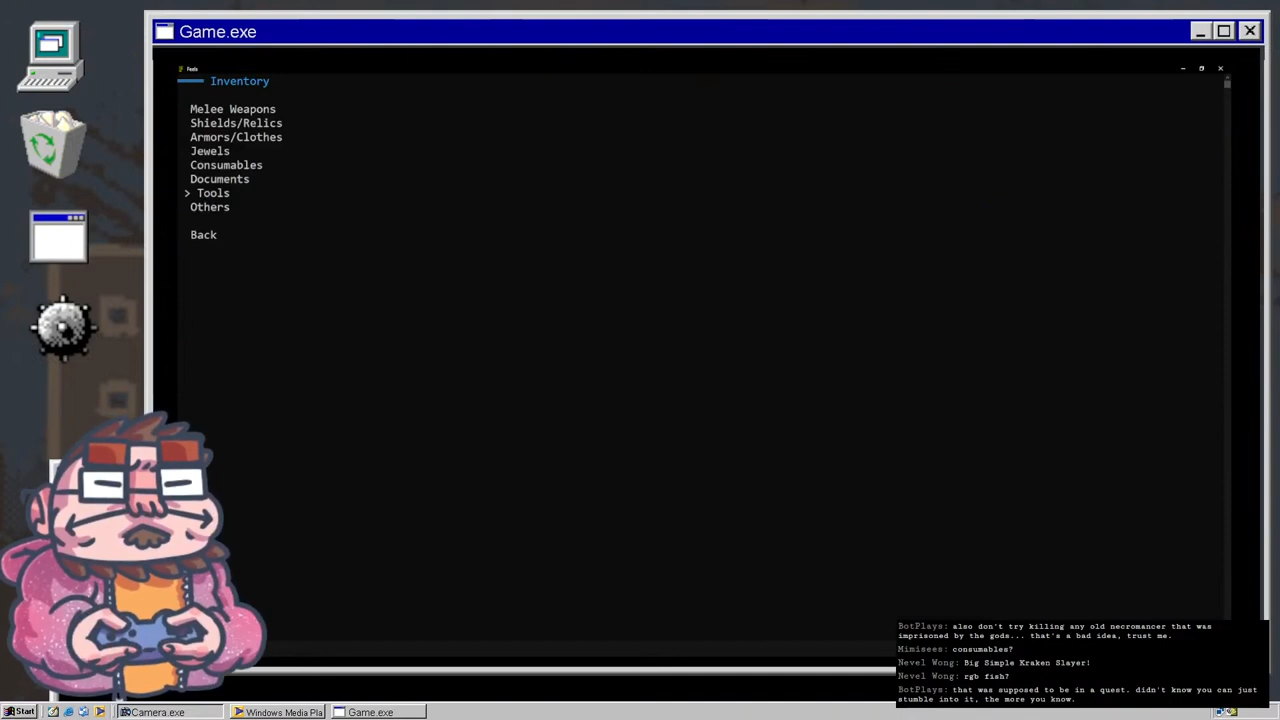 Game.exe
Feels
Inventory
Melee Weapons
Shields/Relics
Armors/Clothes
Jewels
Consumables
Documents
> Tools
Others
Back
BotPlays: also don't try killing any old necromancer that was
imprisoned by the gods... that's a bad idea, trust me.
Mimisees: consumables?
Nevel Wong: Big Simple Kraken Slayer!
Nevel Wong: rgb fish?
BotPlays: that was supposed to be in a quest. didn't know you can just
stumble into it, the more you know.
Start
Camera.exe
Windows Media Pla
Game.exe